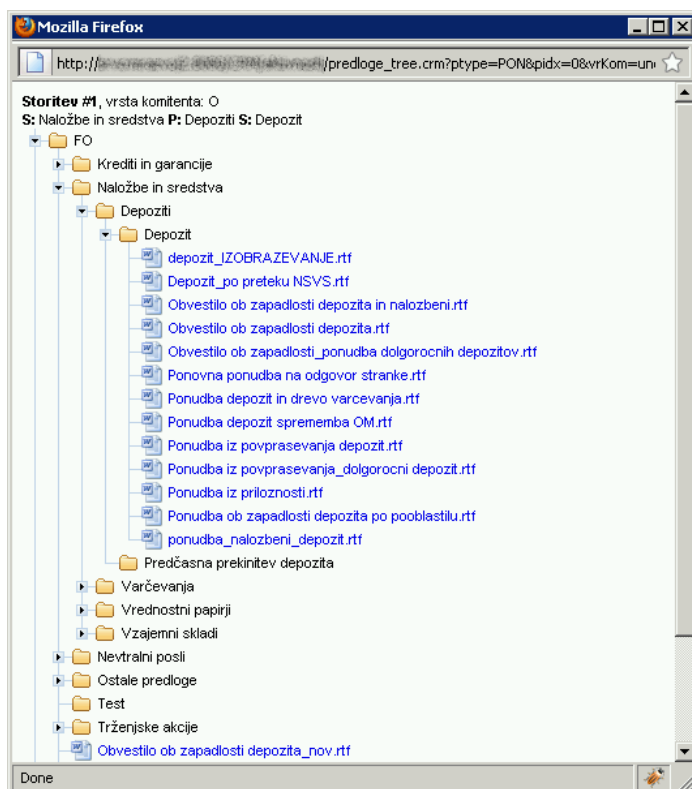 Mozilla Firefox
http:// /predloge_tree.crm?ptype=PON&pidx=0&vrKom=un
Storitev #1, vrsta komitenta: O
S: Naložbe in sredstva P: Depoziti S: Depozit
FO
Krediti in garancije
Naložbe in sredstva
Depoziti
Depozit
depozit_IZOBRAZEVANJE.rtf
Depozit_po preteku NSVS.rtf
Obvestilo ob zapadlosti depozita in nalozbeni.rtf
Obvestilo ob zapadlosti depozita.rtf
Obvestilo ob zapadlosti_ponudba dolgorocnih depozitov.rtf
Ponovna ponudba na odgovor stranke.rtf
Ponudba depozit in drevo varcevanja.rtf
Ponudba depozit sprememba OM.rtf
Ponudba iz povprasevanja depozit.rtf
Ponudba iz povprasevanja_dolgorocni depozit.rtf
Ponudba iz priloznosti.rtf
Ponudba ob zapadlosti depozita po pooblastilu.rtf
ponudba_nalozbeni_depozit.rtf
Predčasna prekinitev depozita
Varčevanja
Vrednostni papirji
Vzajemni skladi
Nevtralni posli
Ostale predloge
Test
Trženjske akcije
Obvestilo ob zapadlosti depozita_nov.rtf
Done